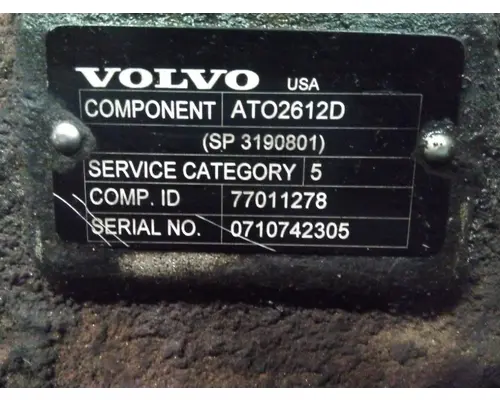 VOLVO USA
COMPONENT ATO2612D
(SP 3190801)
SERVICE CATEGORY 5
COMP. ID 77011278
SERIAL NO. 0710742305